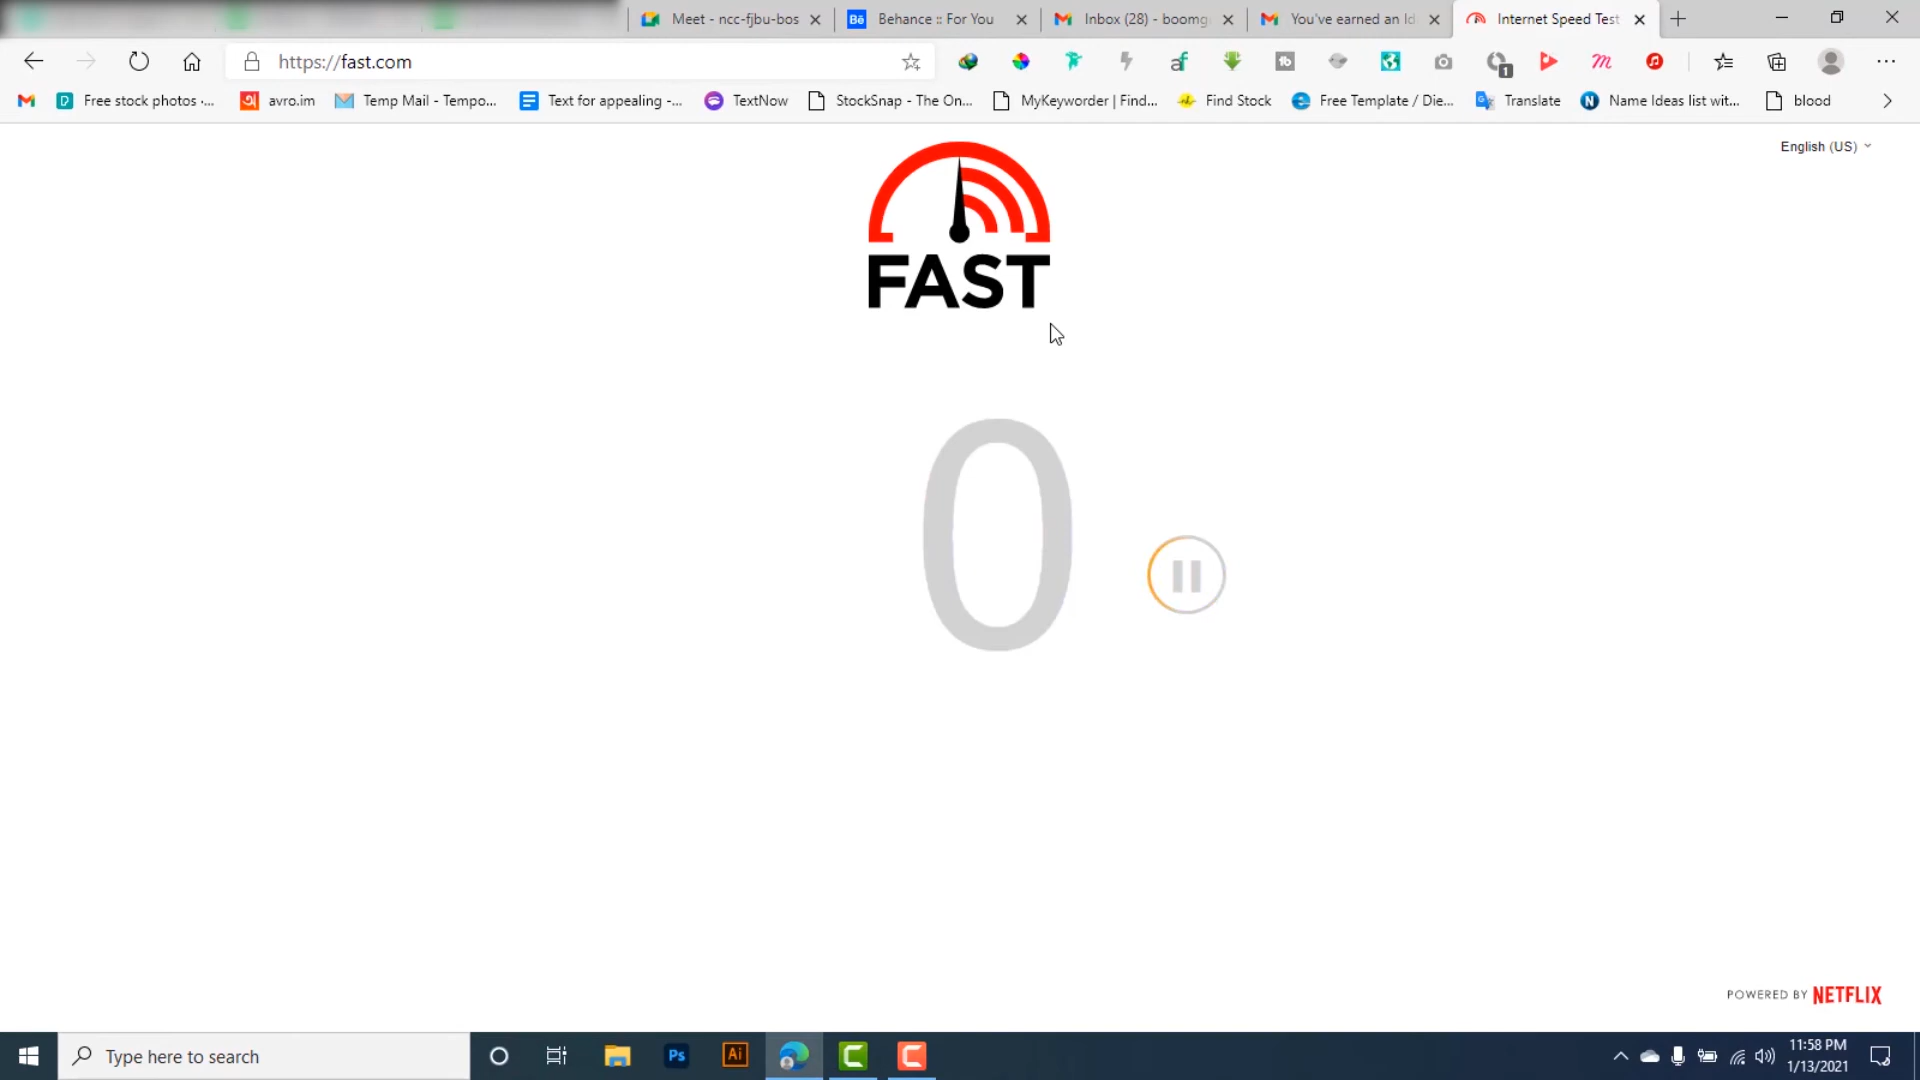 Meet - ncc-fjbu-bos
Behance :: For You
Inbox (28) - boomg
You've earned an Id
Internet Speed Test
https://fast.com
1
Free stock photos ·...
avro.im
Temp Mail - Tempo...
Text for appealing -...
TextNow
StockSnap - The On...
MyKeyworder | Find...
Find Stock
Free Template / Die...
Translate
Name Ideas list wit...
blood
English (US)
FAST
0
POWERED BY NETFLIX
Type here to search
Ps
Ai
11:58 PM
1/13/2021